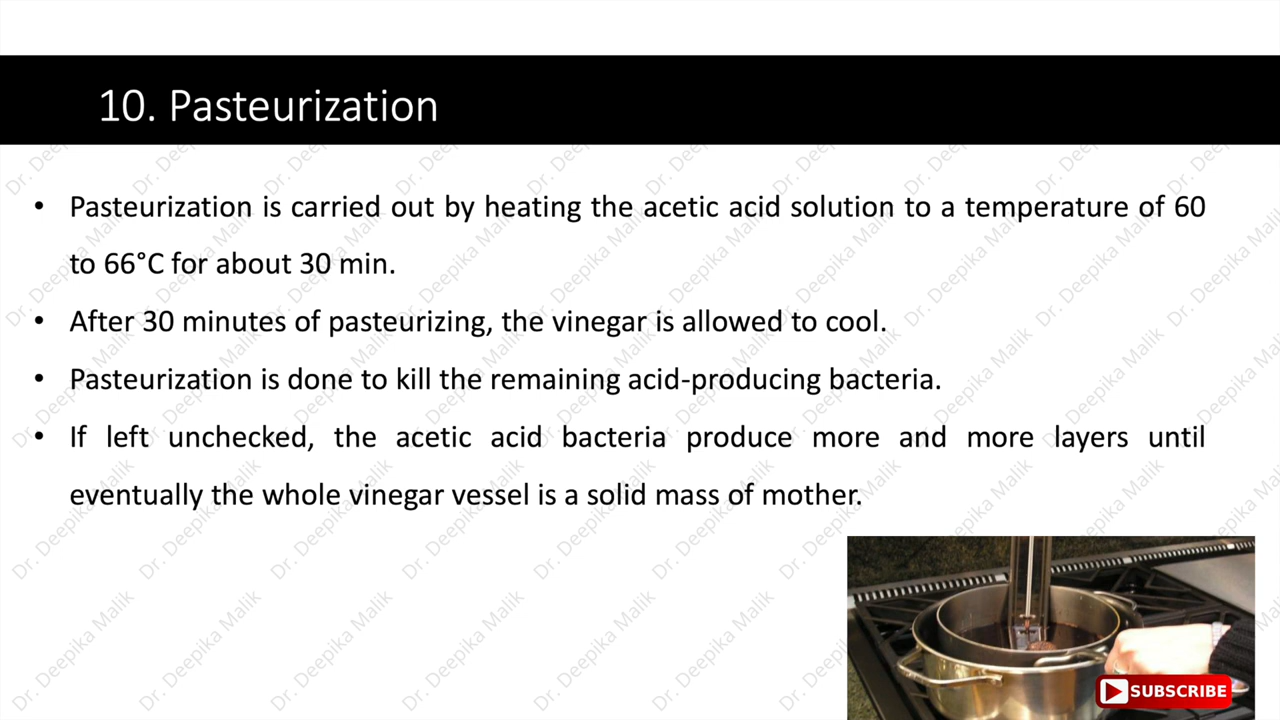 10. Pasteurization
• Pasteurization is carried out by heating the acetic acid solution to a temperature of 60
to 66°C for about 30 min.
• After 30 minutes of pasteurizing, the vinegar is allowed to cool.
• Pasteurization is done to kill the remaining acid-producing bacteria.
• If left unchecked, the acetic acid bacteria produce more and more layers until
eventually the whole vinegar vessel is a solid mass of mother.
SUBSCRIBE
Dr. Deepika Malik